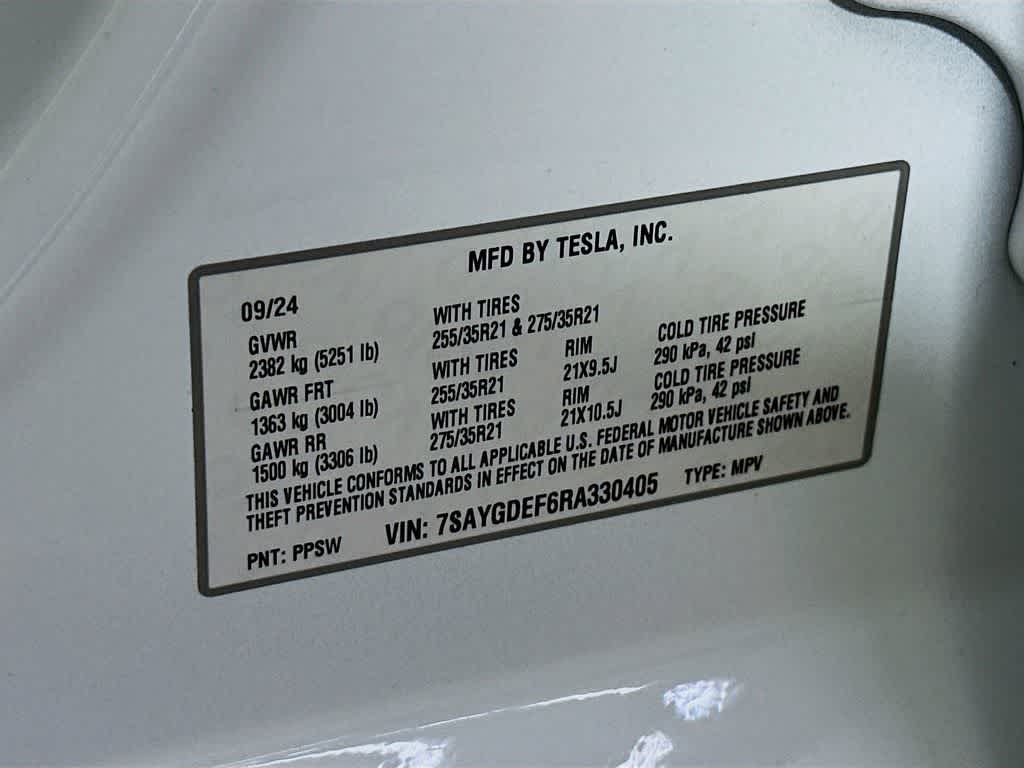 MFD BY TESLA, INC.
09/24
GVWR WITH TIRES
2382 kg (5251 lb) 255/35R21 & 275/35R21
GAWR FRT WITH TIRES RIM COLD TIRE PRESSURE
1363 kg (3004 lb) 255/35R21 21X9.5J 290 kPa, 42 psi
GAWR RR WITH TIRES RIM COLD TIRE PRESSURE
1500 kg (3306 lb) 275/35R21 21X10.5J 290 kPa, 42 psi
THIS VEHICLE CONFORMS TO ALL APPLICABLE U.S. FEDERAL MOTOR VEHICLE SAFETY AND
THEFT PREVENTION STANDARDS IN EFFECT ON THE DATE OF MANUFACTURE SHOWN ABOVE.
PNT: PPSW VIN: 7SAYGDEF6RA330405 TYPE: MPV